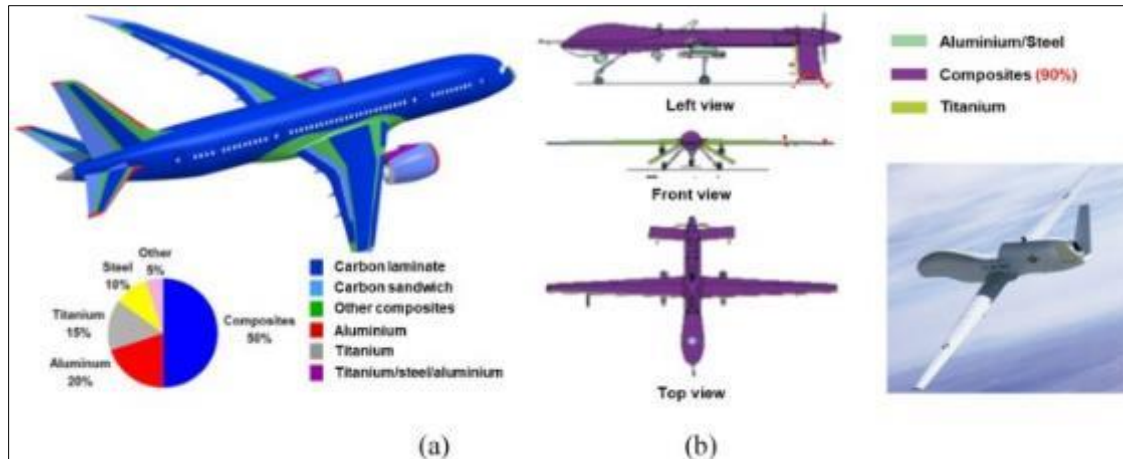 Other
5%
Steel
10%
Titanium
15%
Aluminum
20%
Composites
50%
Carbon laminate
Carbon sandwich
Other composites
Aluminium
Titanium
Titanium/steel/aluminium
(a)
Left view
Front view
Top view
(b)
Aluminium/Steel
Composites (90%)
Titanium